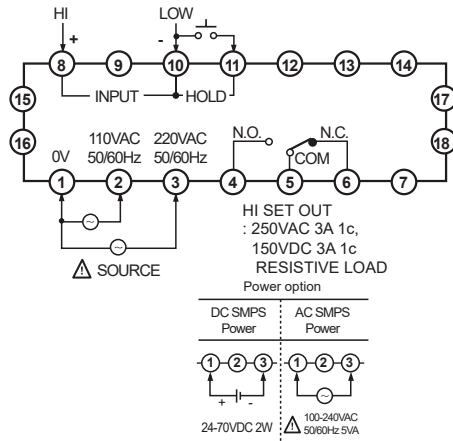 HI LOW
+ -
8 9 10 11 12 13 14
INPUT HOLD
15 17
16 18
110VAC 220VAC N.O. N.C.
0V 50/60Hz 50/60Hz COM
1 2 3 4 5 6 7
HI SET OUT
: 250VAC 3A 1c,
150VDC 3A 1c
RESISTIVE LOAD
SOURCE
Power option
DC SMPS AC SMPS
Power Power
1 2 3 1 2 3
+ -
24-70VDC 2W 100-240VAC
50/60Hz 5VA